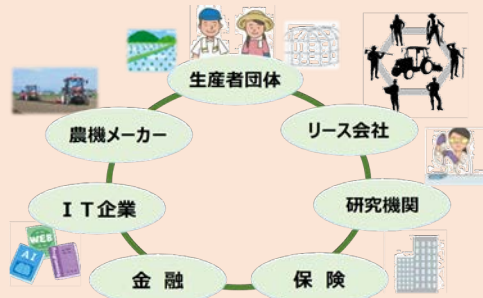 生産者団体
農機メーカー
リース会社
ＩＴ企業
研究機関
金 融
保 険
WEB
AI